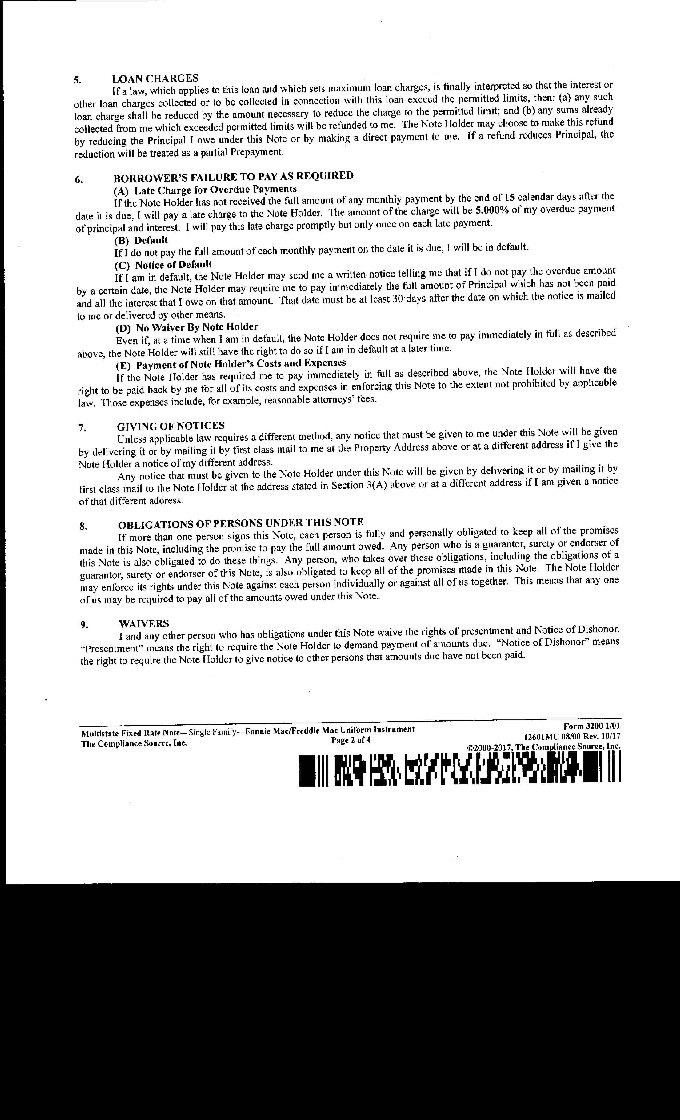 5. LOAN CHARGES
If a law, which applies to this loan and which sets maximum loan charges, is finally interpreted so that the interest or
other loan charges collected or to be collected in connection with this loan exceed the permitted limits, then: (a) any such
loan charge shall be reduced by the amount necessary to reduce the charge to the permitted limit; and (b) any sums already
collected from me which exceeded permitted limits will be refunded to me. The Note Holder may choose to make this refund
by reducing the Principal I owe under this Note or by making a direct payment to me. If a refund reduces Principal, the
reduction will be treated as a partial Prepayment.
6. BORROWER'S FAILURE TO PAY AS REQUIRED
(A) Late Charge for Overdue Payments
If the Note Holder has not received the full amount of any monthly payment by the end of 15 calendar days after the
date it is due, I will pay a late charge to the Note Holder. The amount of the charge will be 5.000% of my overdue payment
of principal and interest. I will pay this late charge promptly but only once on each late payment.
(B) Default
If I do not pay the full amount of each monthly payment on the date it is due, I will be in default.
(C) Notice of Default
If I am in default, the Note Holder may send me a written notice telling me that if I do not pay the overdue amount
by a certain date, the Note Holder may require me to pay immediately the full amount of Principal which has not been paid
and all the interest that I owe on that amount. That date must be at least 30 days after the date on which the notice is mailed
to me or delivered by other means.
(D) No Waiver By Note Holder
Even if, at a time when I am in default, the Note Holder does not require me to pay immediately in full as described
above, the Note Holder will still have the right to do so if I am in default at a later time.
(E) Payment of Note Holder's Costs and Expenses
If the Note Holder has required me to pay immediately in full as described above, the Note Holder will have the
right to be paid back by me for all of its costs and expenses in enforcing this Note to the extent not prohibited by applicable
law. Those expenses include, for example, reasonable attorneys' fees.
7. GIVING OF NOTICES
Unless applicable law requires a different method, any notice that must be given to me under this Note will be given
by delivering it or by mailing it by first class mail to me at the Property Address above or at a different address if I give the
Note Holder a notice of my different address.
Any notice that must be given to the Note Holder under this Note will be given by delivering it or by mailing it by
first class mail to the Note Holder at the address stated in Section 3(A) above or at a different address if I am given a notice
of that different address.
8. OBLIGATIONS OF PERSONS UNDER THIS NOTE
If more than one person signs this Note, each person is fully and personally obligated to keep all of the promises
made in this Note, including the promise to pay the full amount owed. Any person who is a guarantor, surety or endorser of
this Note is also obligated to do these things. Any person, who takes over these obligations, including the obligations of a
guarantor, surety or endorser of this Note, is also obligated to keep all of the promises made in this Note. The Note Holder
may enforce its rights under this Note against each person individually or against all of us together. This means that any one
of us may be required to pay all of the amounts owed under this Note.
9. WAIVERS
I and any other person who has obligations under this Note waive the rights of presentment and Notice of Dishonor.
"Presentment" means the right to require the Note Holder to demand payment of amounts due. "Notice of Dishonor" means
the right to require the Note Holder to give notice to other persons that amounts due have not been paid.
Multistate Fixed Rate Note—Single Family- Fannie Mae/Freddie Mac Uniform Instrument Form 3200 1/01
The Compliance Source, Inc. Page 2 of 4 12601MU 08/00 Rev. 10/17
©2000-2017, The Compliance Source, Inc.